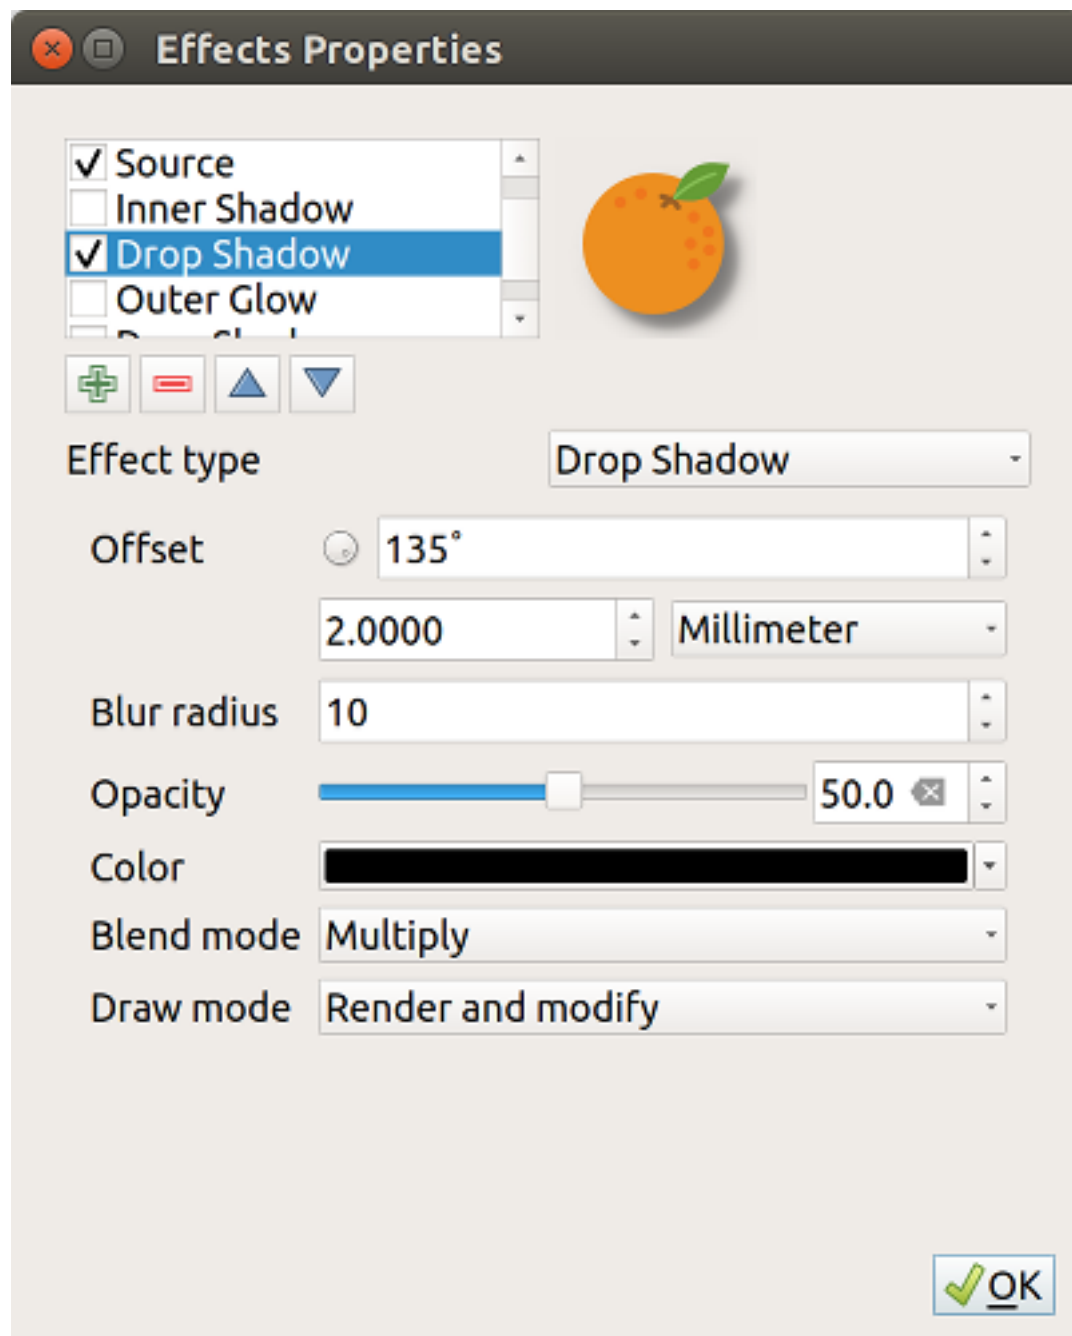 Effects Properties
Source
Inner Shadow
Drop Shadow
Outer Glow
Effect type Drop Shadow
Offset 135°
2.0000 Millimeter
Blur radius 10
Opacity 50.0
Color
Blend mode Multiply
Draw mode Render and modify
OK